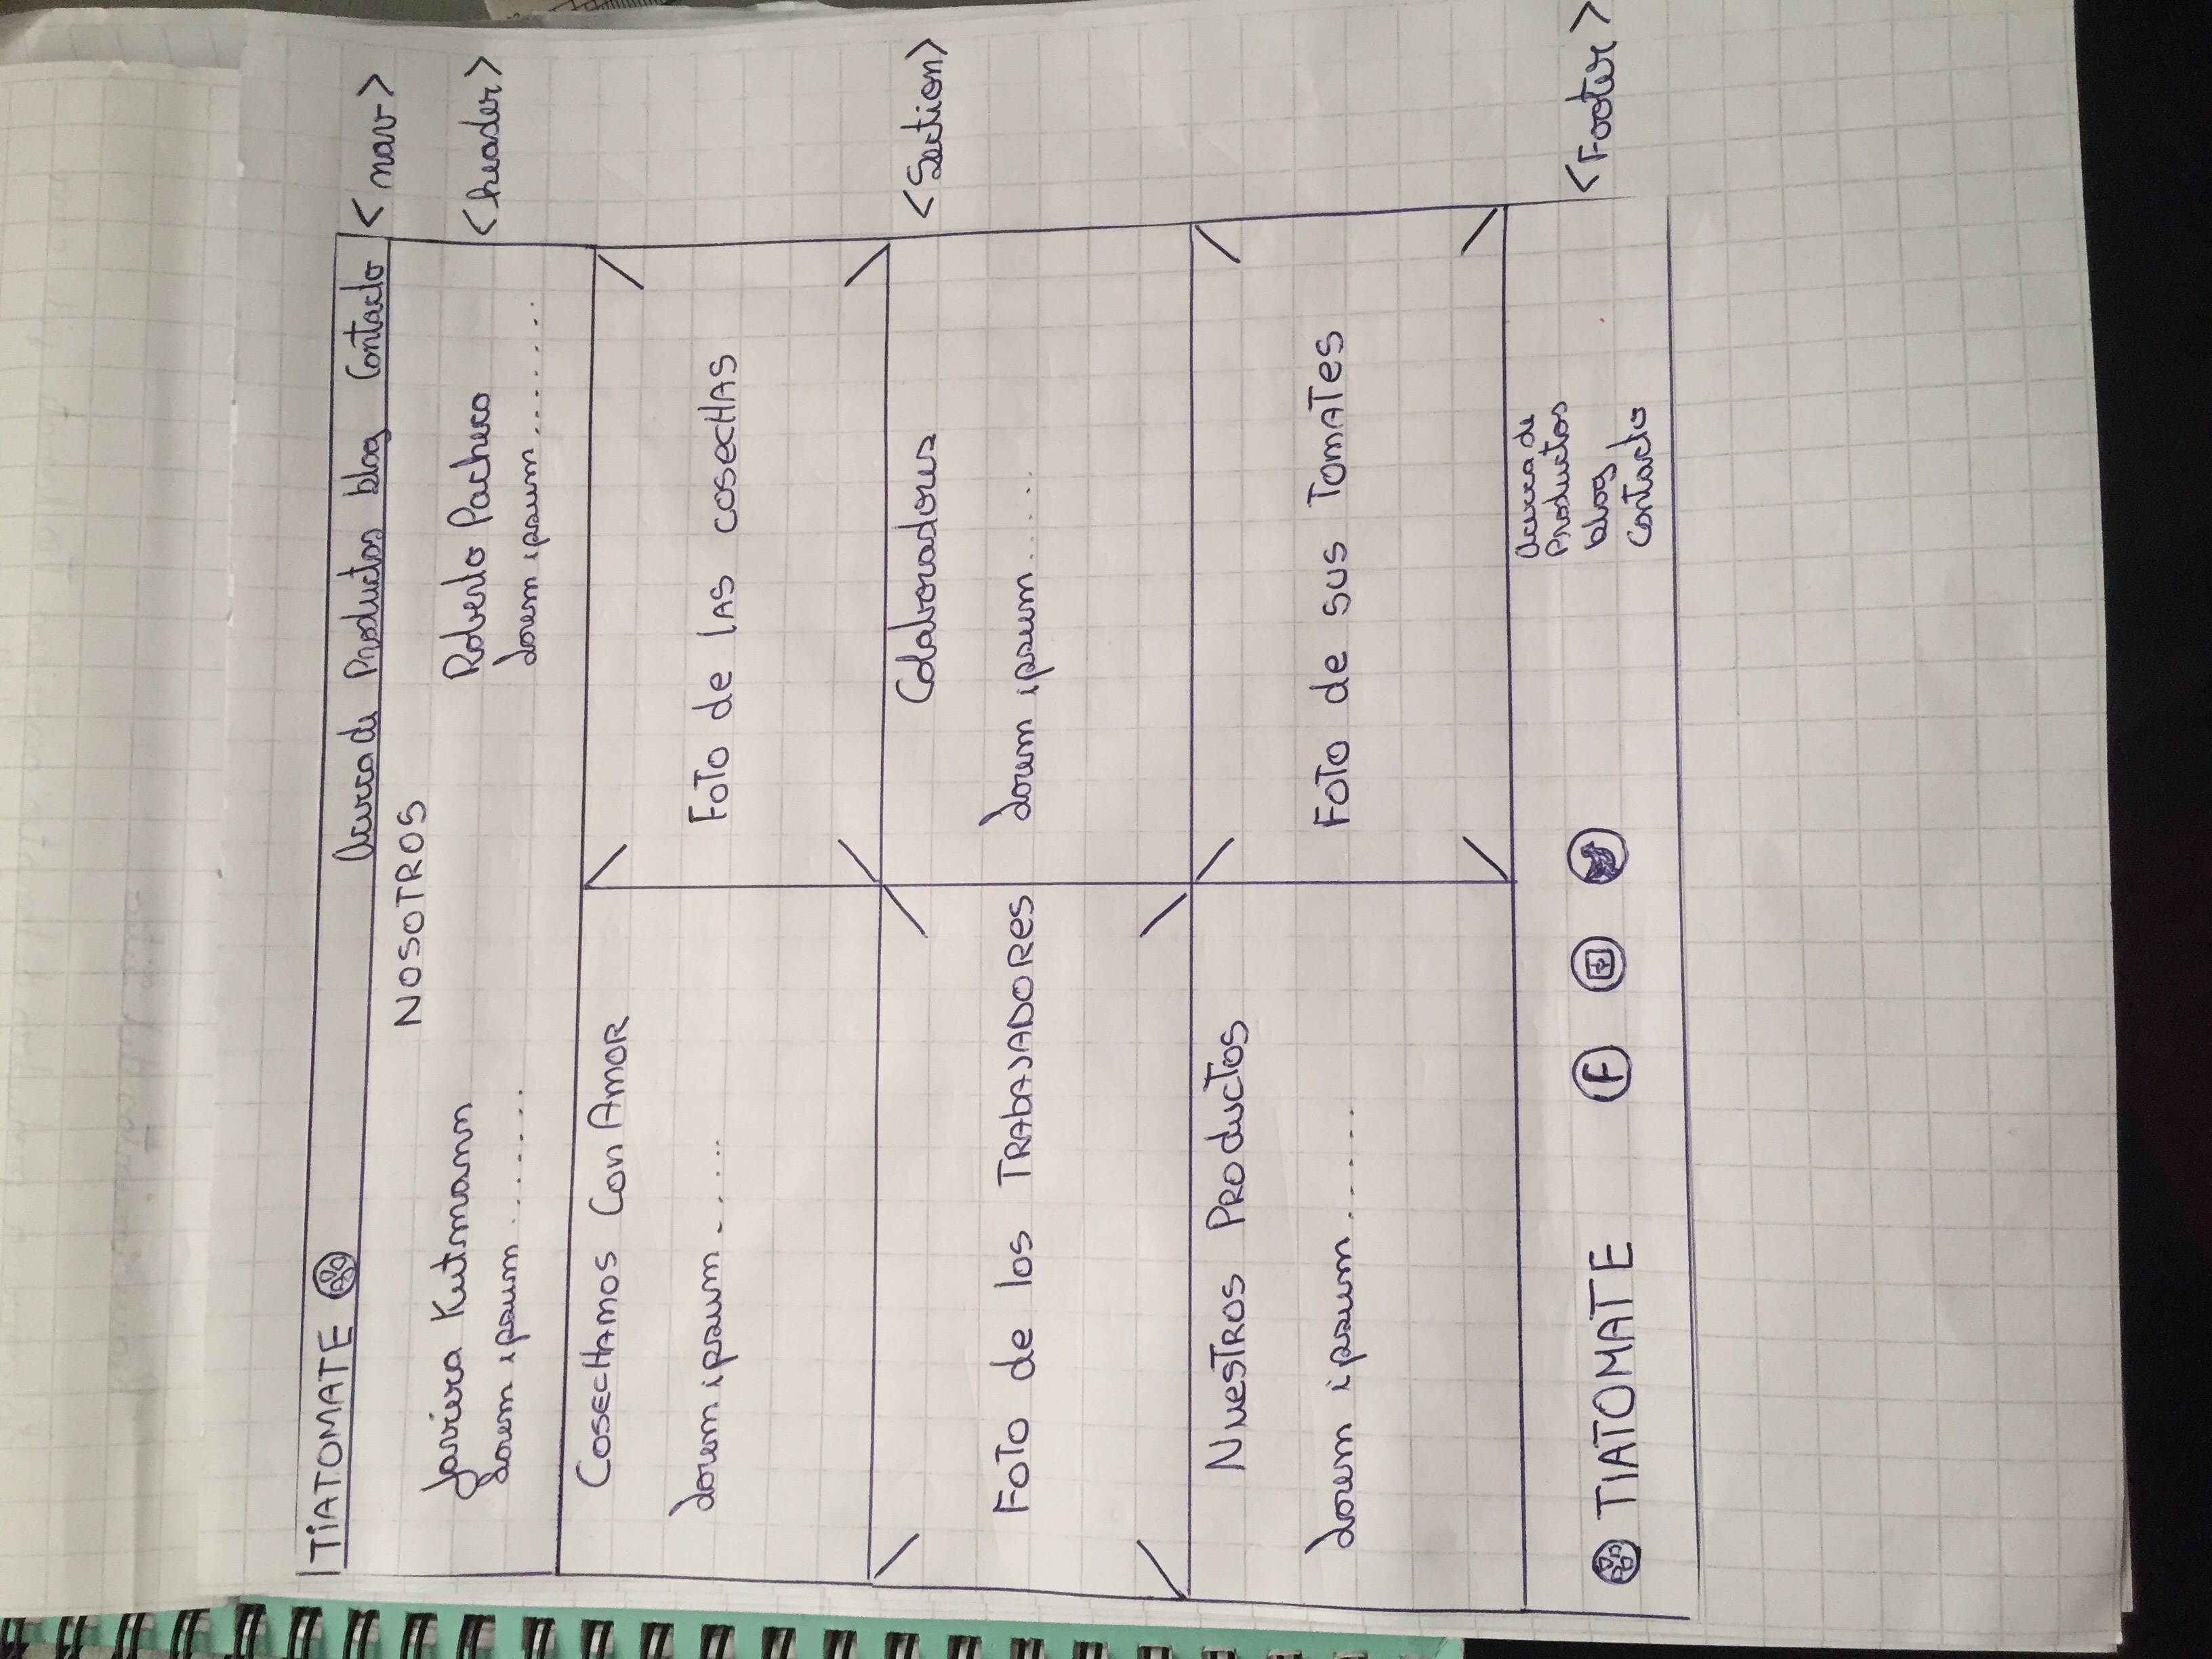 TIATOMATE
Acerca de Productos blog Contacto <nav>
NOSOTROS
Javiera Kutmann
Lorem ipsum.......
Roberto Pacheco
Lorem ipsum.......
<header>
COSECHAMOS CON AMOR
Lorem ipsum.....
FOTO de LAS COSECHAS
FOTO de los TRABAJADORES
Colaboradores
Lorem ipsum.....
<Section>
NUESTROS PRODUCTOS
Lorem ipsum.....
FOTO de SUS TOMATES
TIATOMATE
F
Acerca de
Productos
blog
Contacto
<Footer>